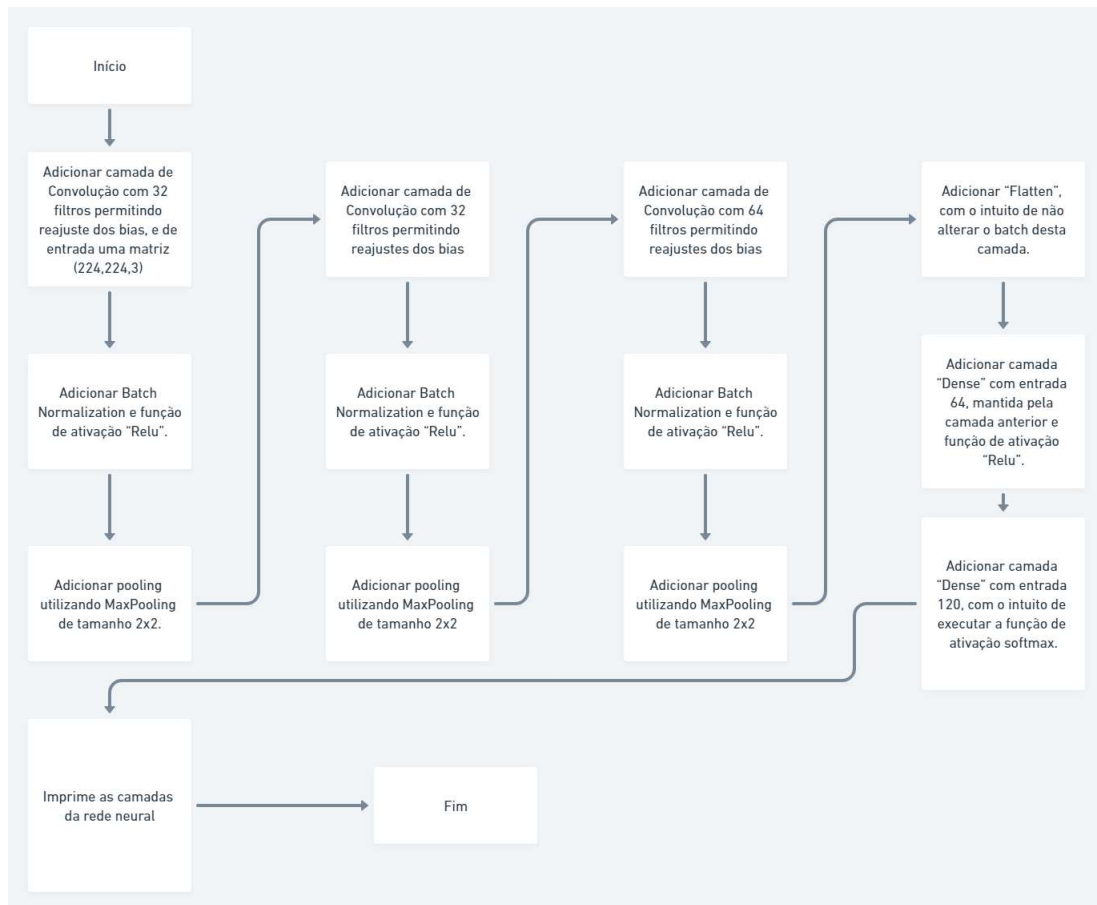 Início
Adicionar camada de
Convolução com 32
filtros permitindo
reajuste dos bias, e de
entrada uma matriz
(224,224,3)
Adicionar Batch
Normalization e função
de ativação “Relu”.
Adicionar pooling
utilizando MaxPooling
de tamanho 2x2.
Adicionar camada de
Convolução com 32
filtros permitindo
reajustes dos bias
Adicionar Batch
Normalization e função
de ativação “Relu”.
Adicionar pooling
utilizando MaxPooling
de tamanho 2x2
Adicionar camada de
Convolução com 64
filtros permitindo
reajustes dos bias
Adicionar Batch
Normalization e função
de ativação “Relu”.
Adicionar pooling
utilizando MaxPooling
de tamanho 2x2
Adicionar “Flatten”,
com o intuito de não
alterar o batch desta
camada.
Adicionar camada
“Dense” com entrada
64, mantida pela
camada anterior e
função de ativação
“Relu”.
Adicionar camada
“Dense” com entrada
120, com o intuito de
executar a função de
ativação softmax.
Imprime as camadas
da rede neural
Fim